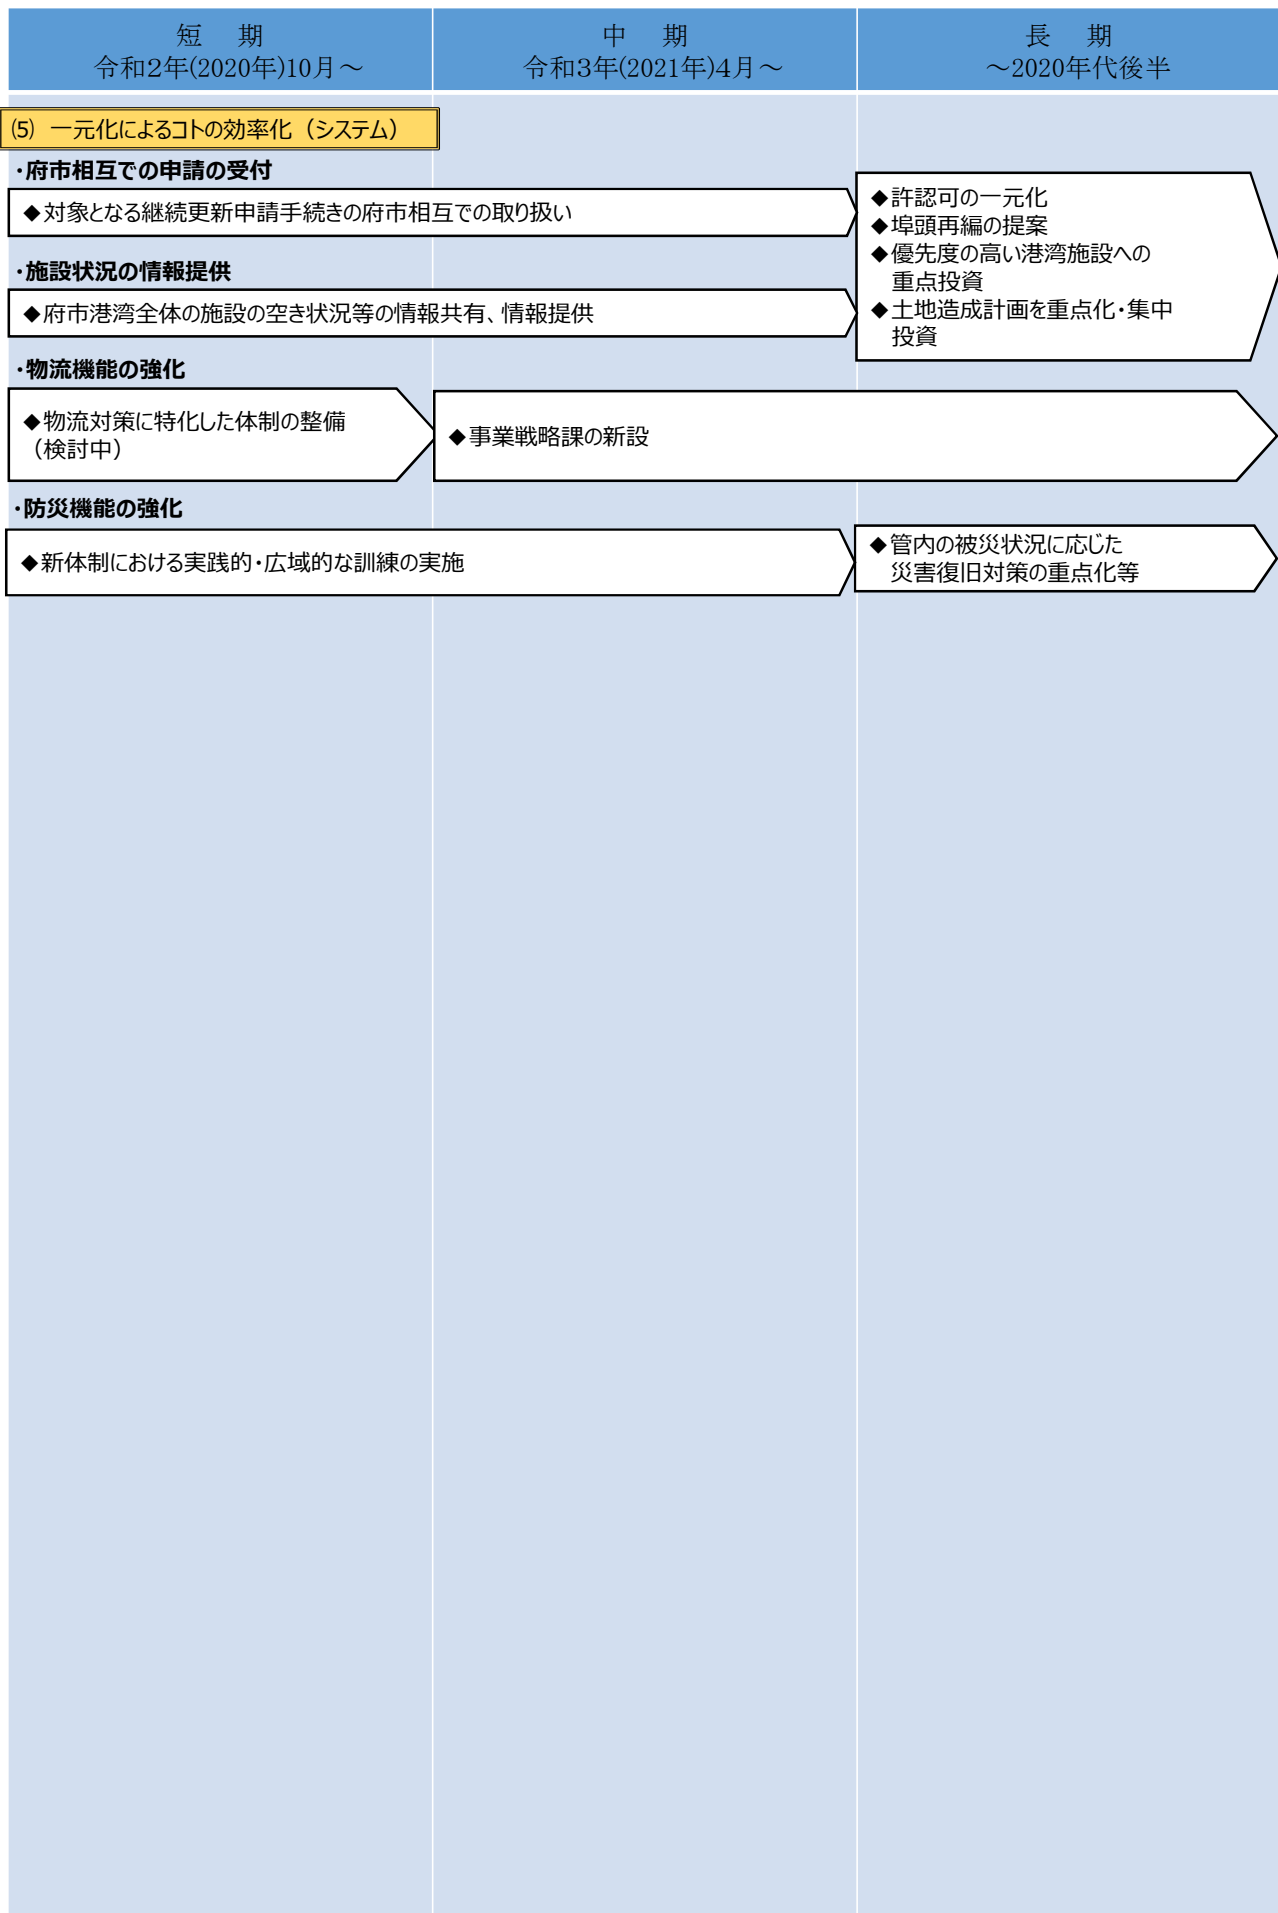 短　期
令和2年(2020年)10月～
中　期
令和3年(2021年)4月～
長　期
～2020年代後半
⑸ 一元化によるコトの効率化（システム）
・府市相互での申請の受付
◆対象となる継続更新申請手続きの府市相互での取り扱い
・施設状況の情報提供
◆府市港湾全体の施設の空き状況等の情報共有、情報提供
◆許認可の一元化
◆埠頭再編の提案
◆優先度の高い港湾施設への
重点投資
◆土地造成計画を重点化・集中
投資
・物流機能の強化
◆物流対策に特化した体制の整備
（検討中）
◆事業戦略課の新設
・防災機能の強化
◆新体制における実践的・広域的な訓練の実施
◆管内の被災状況に応じた
災害復旧対策の重点化等